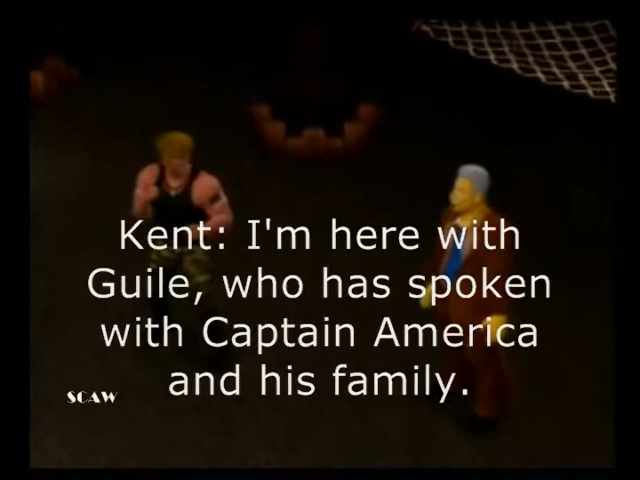 Kent: I'm here with
Guile, who has spoken
with Captain America
and his family.
SCAW